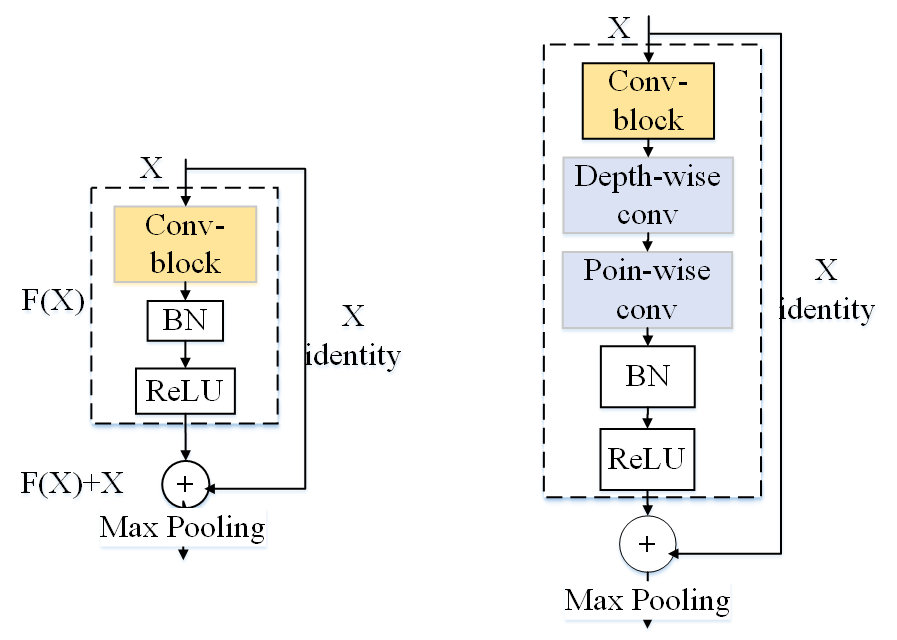 X
Conv-
block
F(X)
BN
ReLU
X
identity
F(X)+X
+
Max Pooling
X
Conv-
block
Depth-wise
conv
Poin-wise
conv
X
identity
BN
ReLU
+
Max Pooling